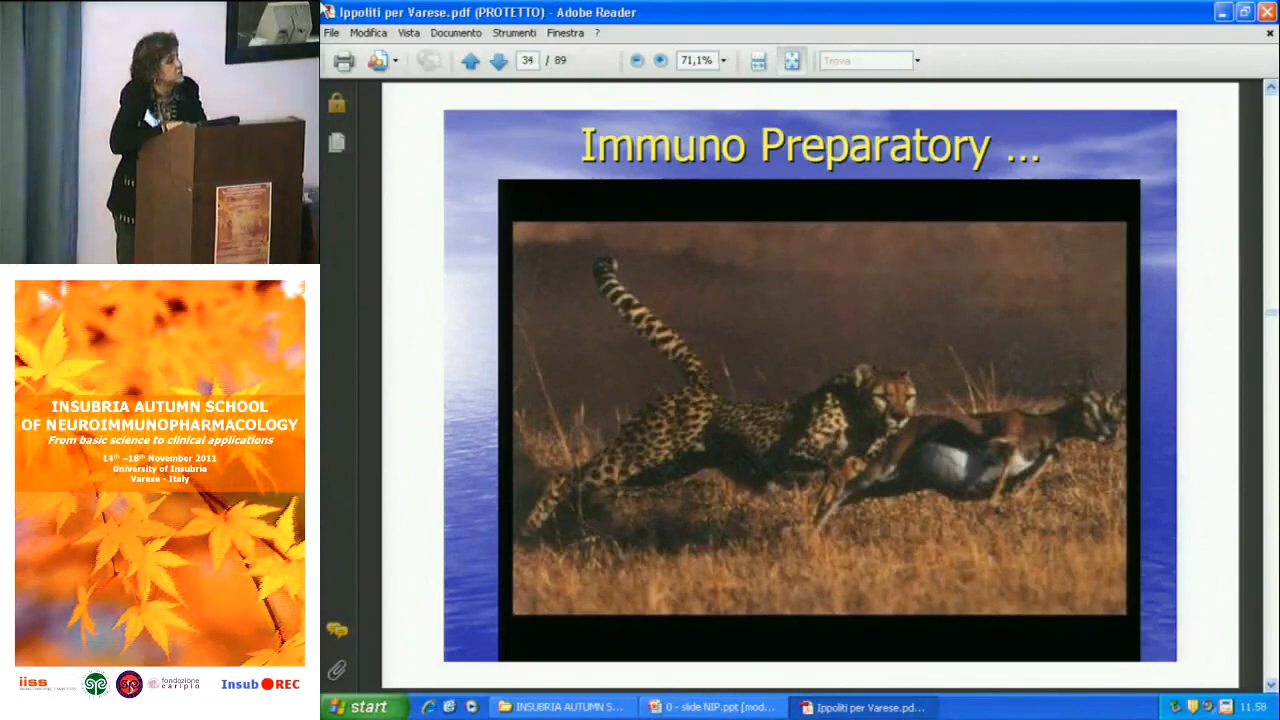 Ippoliti per Varese.pdf (PROTETTO) - Adobe Reader
File Modifica Vista Documento Strumenti Finestra ?
34 / 89
71,1%
Trova
Immuno Preparatory ...
INSUBRIA AUTUMN SCHOOL
OF NEUROIMMUNOPHARMACOLOGY
From basic science to clinical applications
14th –18th November 2011
University of Insubria
Varese - Italy
iiss
fondazione
cariplo
Insub REC
start
INSUBRIA AUTUMN S...
0 - slide NIP.ppt [mod...
Ippoliti per Varese.pd...
11.58